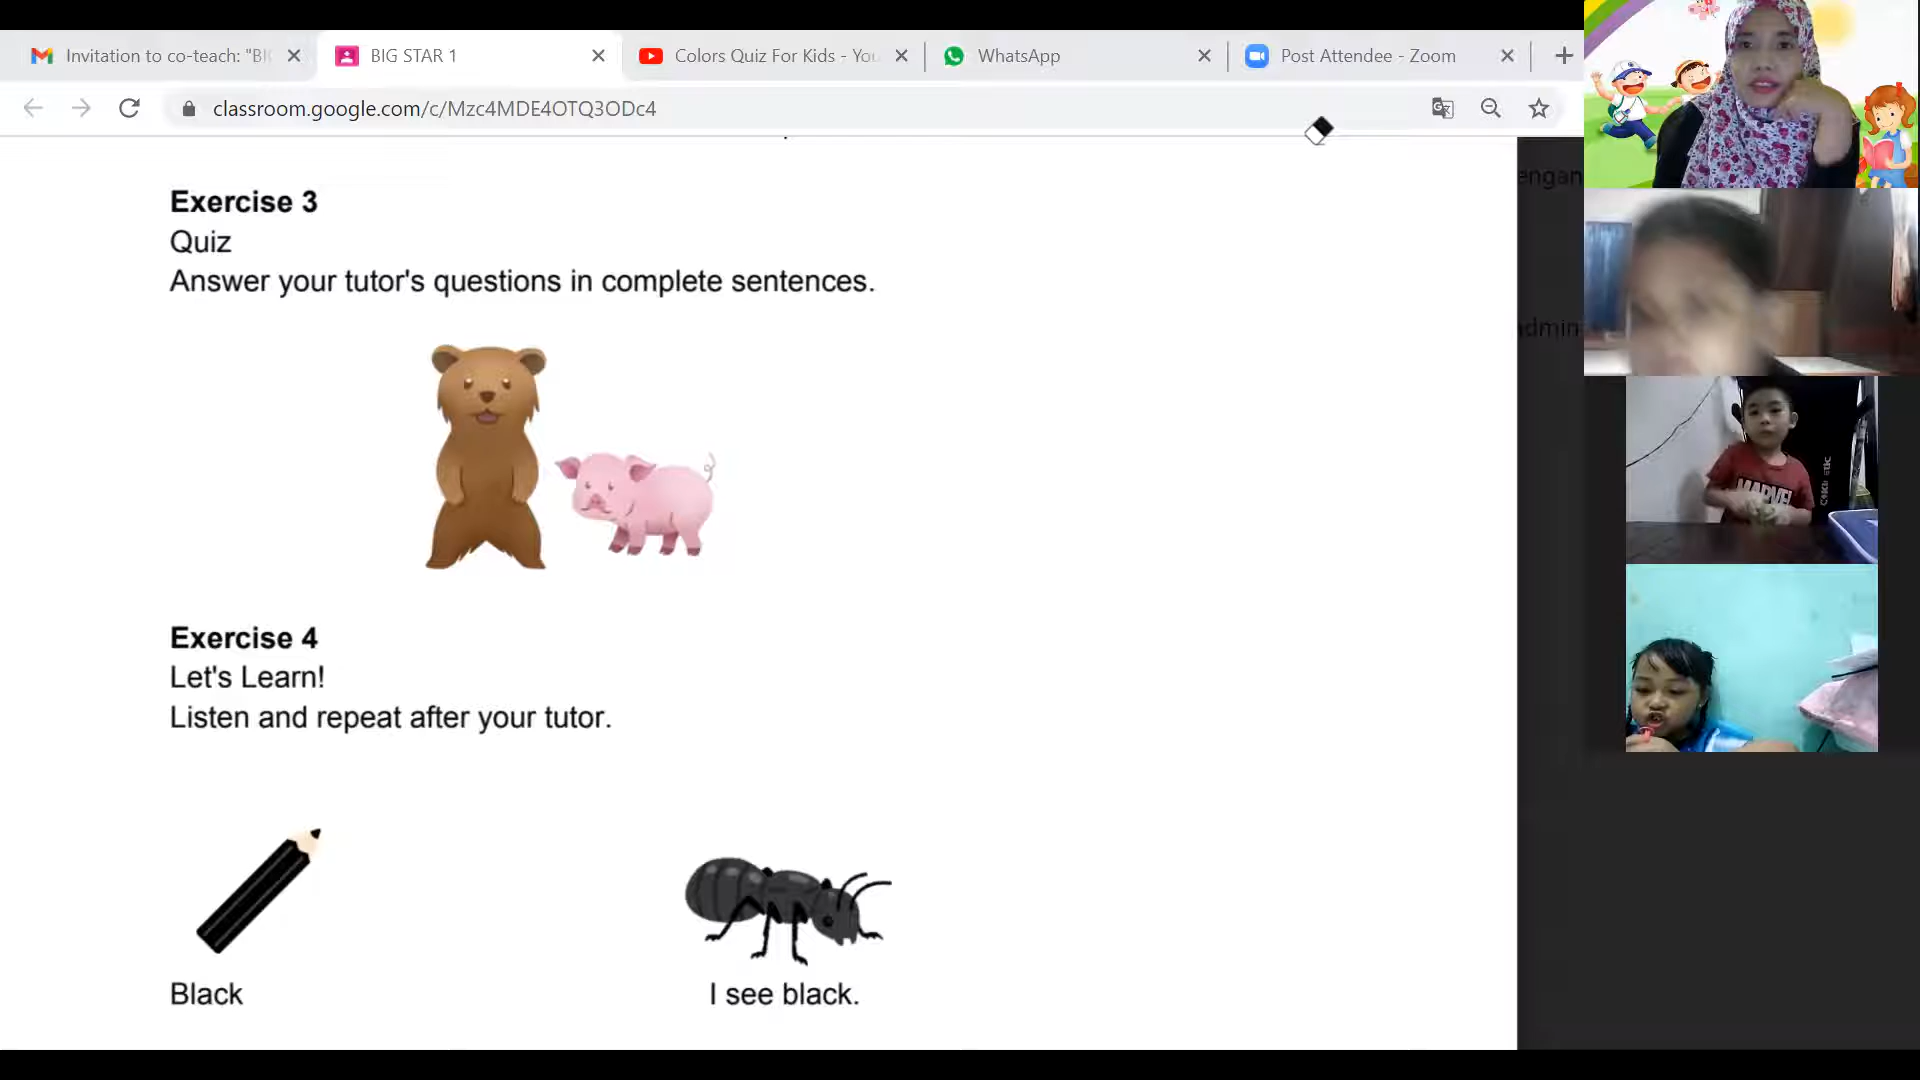 Invitation to co-teach: "BI
BIG STAR 1
Colors Quiz For Kids - You
WhatsApp
Post Attendee - Zoom
classroom.google.com/c/Mzc4MDE4OTQ3ODc4
engan
admin
Exercise 3
Quiz
Answer your tutor's questions in complete sentences.
MARVEL
Exercise 4
Let's Learn!
Listen and repeat after your tutor.
Black
I see black.